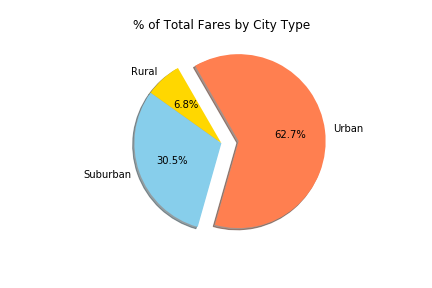 % of Total Fares by City Type
Rural
6.8%
62.7%
Urban
30.5%
Suburban